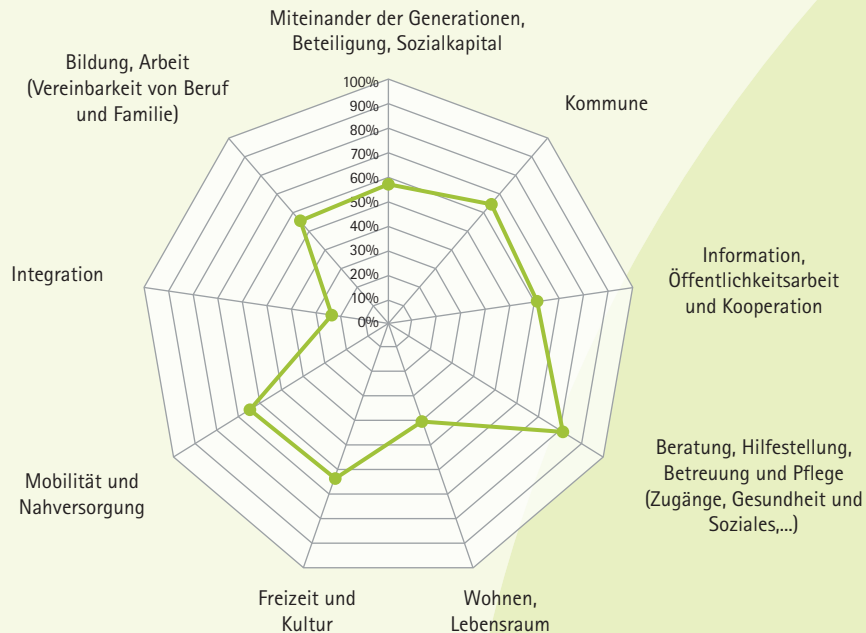 Miteinander der Generationen,
Beteiligung, Sozialkapital
Bildung, Arbeit
(Vereinbarkeit von Beruf
und Familie)
Kommune
100%
90%
80%
70%
60%
50%
40%
30%
20%
10%
0%
Integration
Information,
Öffentlichkeitsarbeit
und Kooperation
Mobilität und
Nahversorgung
Beratung, Hilfestellung,
Betreuung und Pflege
(Zugänge, Gesundheit und
Soziales,...)
Freizeit und
Kultur
Wohnen,
Lebensraum